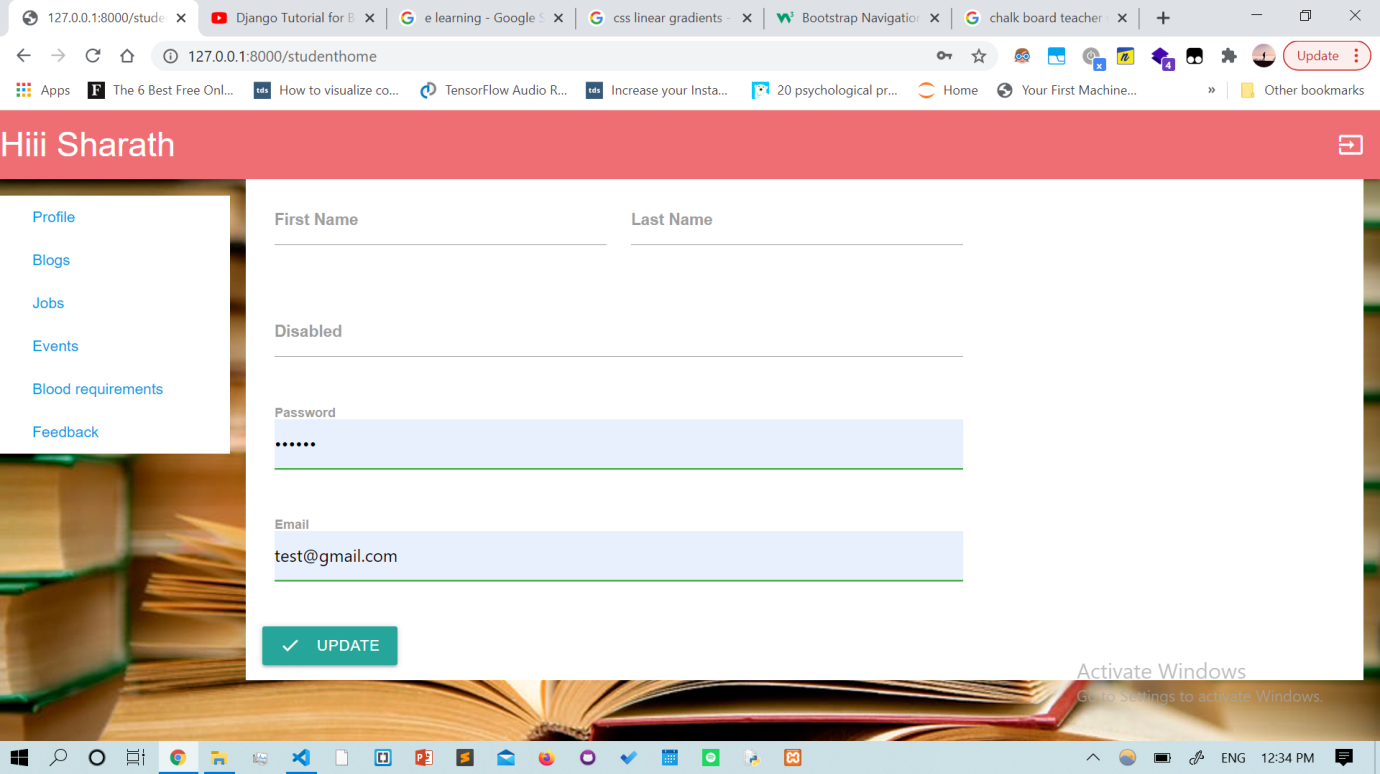 127.0.0.1:8000/stude
Django Tutorial for B
e learning - Google S
css linear gradients -
Bootstrap Navigation
chalk board teacher
127.0.0.1:8000/studenthome
Update
Apps
The 6 Best Free Onl...
How to visualize co...
TensorFlow Audio R...
Increase your Insta...
20 psychological pr...
Home
Your First Machine...
»
Other bookmarks
Hiii Sharath
Profile
Blogs
Jobs
Events
Blood requirements
Feedback
First Name
Last Name
Disabled
Password
••••••
Email
test@gmail.com
UPDATE
Activate Windows
Go to Settings to activate Windows.
ENG
12:34 PM